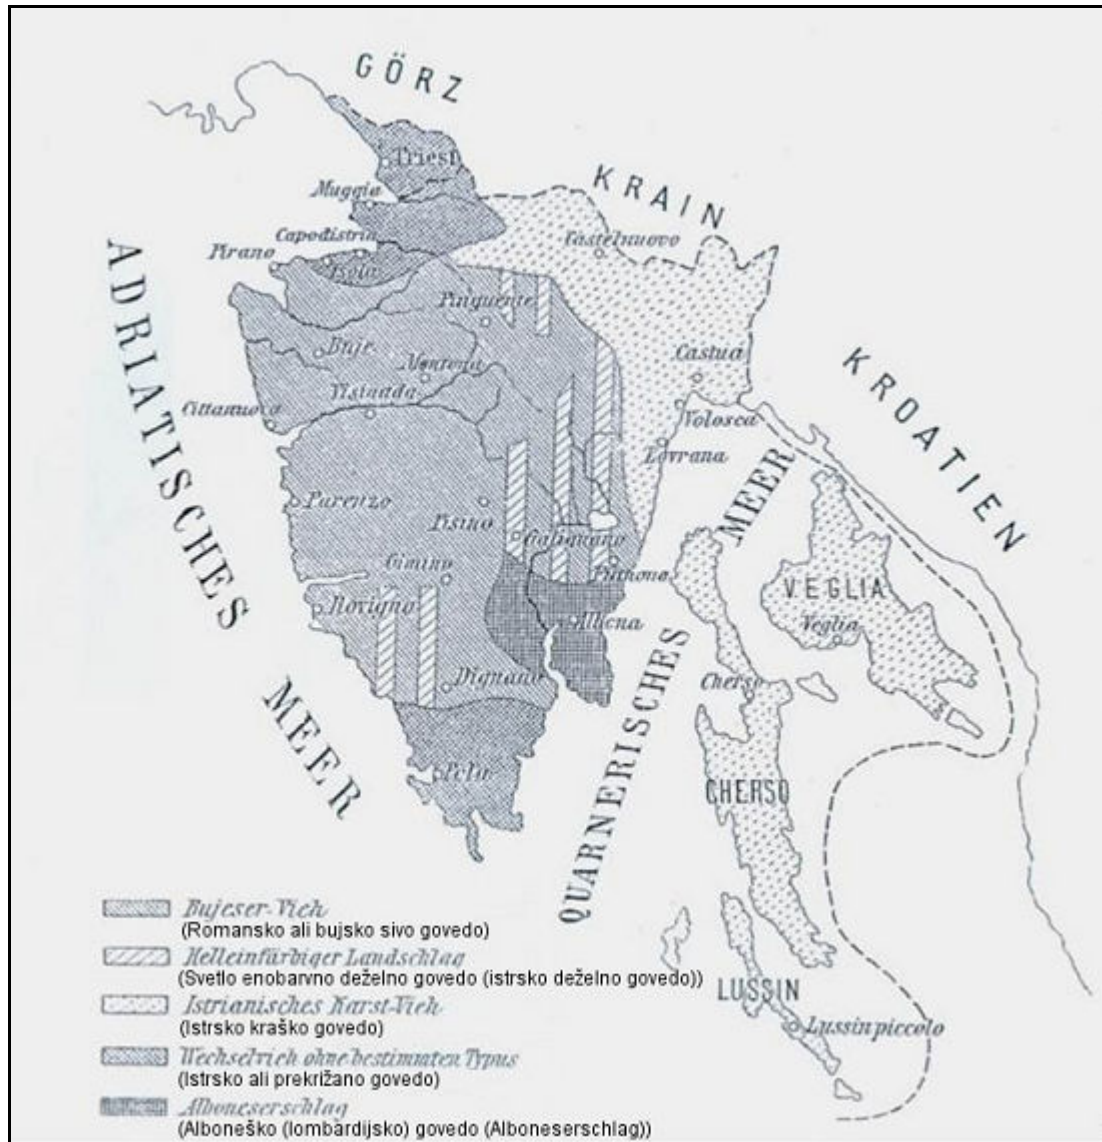 GÖRZ
Triest
KRAIN
Muggia
Castelnuovo
Capodistria
Pirano
Isola
ADRIATISCHES MEER
Pinguente
Buje
Montona
Castua
KROATIEN
Visinada
Cittanuova
Volosca
Lovrana
QUARNERISCHES MEER
Parenzo
Pisino
Galignano
Gimino
Pinhona
VEGLIA
Rovigno
Albona
Veglia
Dignano
Cherso
Pola
CHERSO
LUSSIN
Lussinpiccolo
Bujeser-Vieh
(Romansko ali bujsko sivo govedo)
Helleinfärbiger Landschlag
(Svetlo enobarvno deželno govedo (istrsko deželno govedo))
Istrianisches Karst-Vieh
(Istrsko kraško govedo)
Wechselvieh ohne bestimmten Typus
(Istrsko ali prekrižano govedo)
Alboneserschlag
(Alboneško (lombardijsko) govedo (Alboneserschlag))